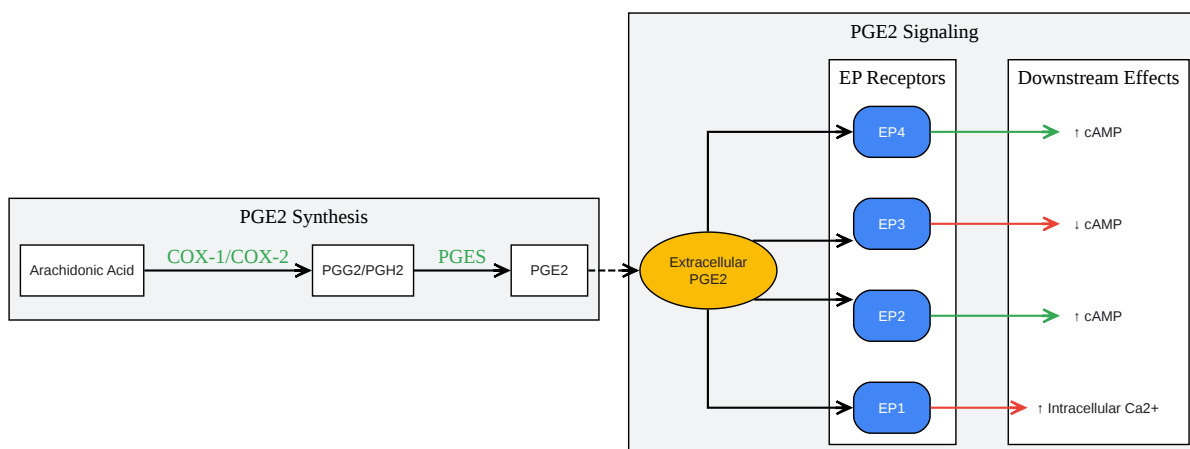 PGE2 Signaling
EP Receptors
Downstream Effects
EP4
↑ cAMP
PGE2 Synthesis
EP3
↓ cAMP
COX-1/COX-2
PGES
Arachidonic Acid
PGG2/PGH2
PGE2
Extracellular
PGE2
EP2
↑ cAMP
EP1
↑ Intracellular Ca2+